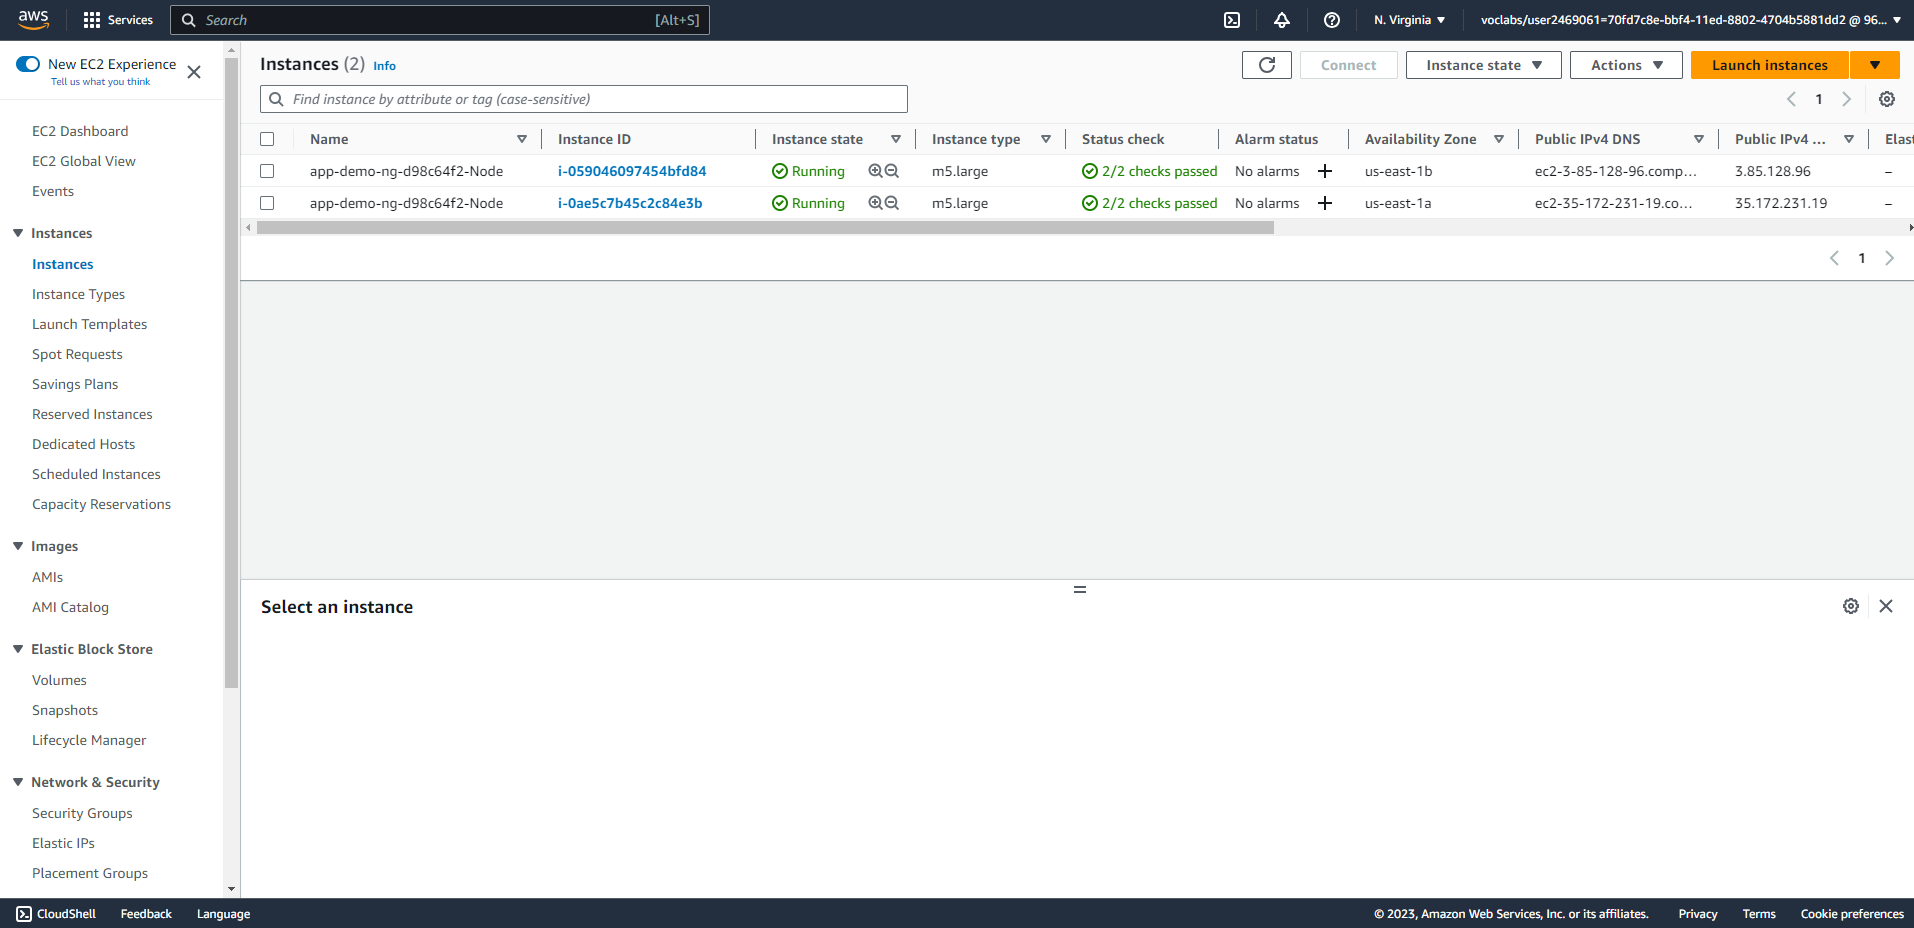 aws
Services
Search [Alt+S]
N. Virginia
voclabs/user2469061=70fd7c8e-bbf4-11ed-8802-4704b5881dd2 @ 96...
New EC2 Experience
Tell us what you think
EC2 Dashboard
EC2 Global View
Events
Instances
Instances
Instance Types
Launch Templates
Spot Requests
Savings Plans
Reserved Instances
Dedicated Hosts
Scheduled Instances
Capacity Reservations
Images
AMIs
AMI Catalog
Elastic Block Store
Volumes
Snapshots
Lifecycle Manager
Network & Security
Security Groups
Elastic IPs
Placement Groups
Instances (2) Info
Connect
Instance state
Actions
Launch instances
Find instance by attribute or tag (case-sensitive)
1
Name Instance ID Instance state Instance type Status check Alarm status Availability Zone Public IPv4 DNS Public IPv4 ... Elast
app-demo-ng-d98c64f2-Node i-059046097454bfd84 Running m5.large 2/2 checks passed No alarms + us-east-1b ec2-3-85-128-96.comp... 3.85.128.96 –
app-demo-ng-d98c64f2-Node i-0ae5c7b45c2c84e3b Running m5.large 2/2 checks passed No alarms + us-east-1a ec2-35-172-231-19.co... 35.172.231.19 –
1
Select an instance
CloudShell Feedback Language
© 2023, Amazon Web Services, Inc. or its affiliates. Privacy Terms Cookie preferences